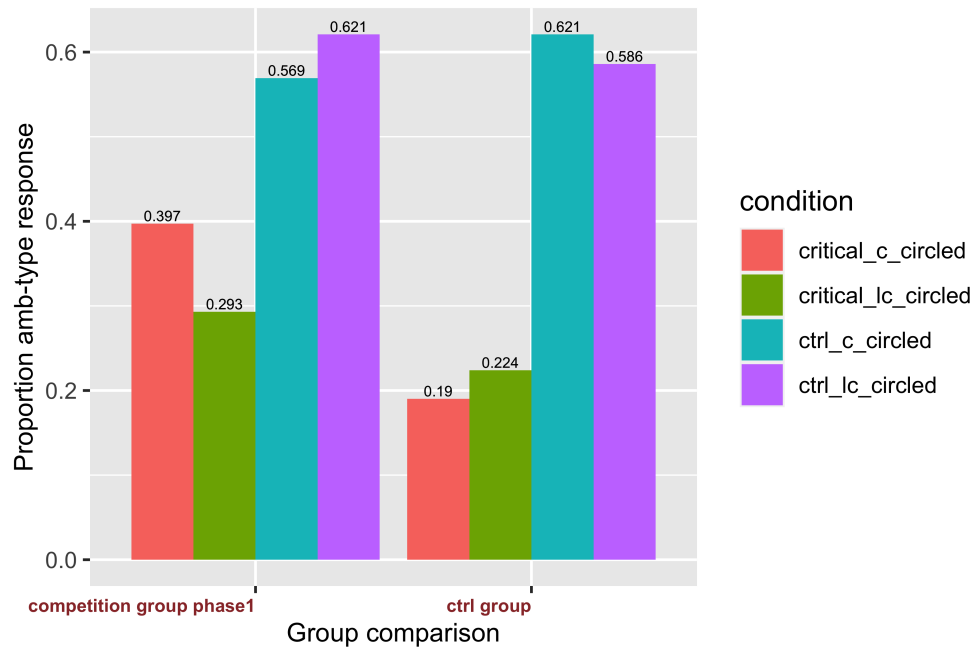 0.621
0.621
0.6
0.569
0.586
0.4
0.397
0.293
0.2
0.19
0.224
0.0
Proportion amb-type response
competition group phase1
ctrl group
Group comparison
condition
critical_c_circled
critical_lc_circled
ctrl_c_circled
ctrl_lc_circled